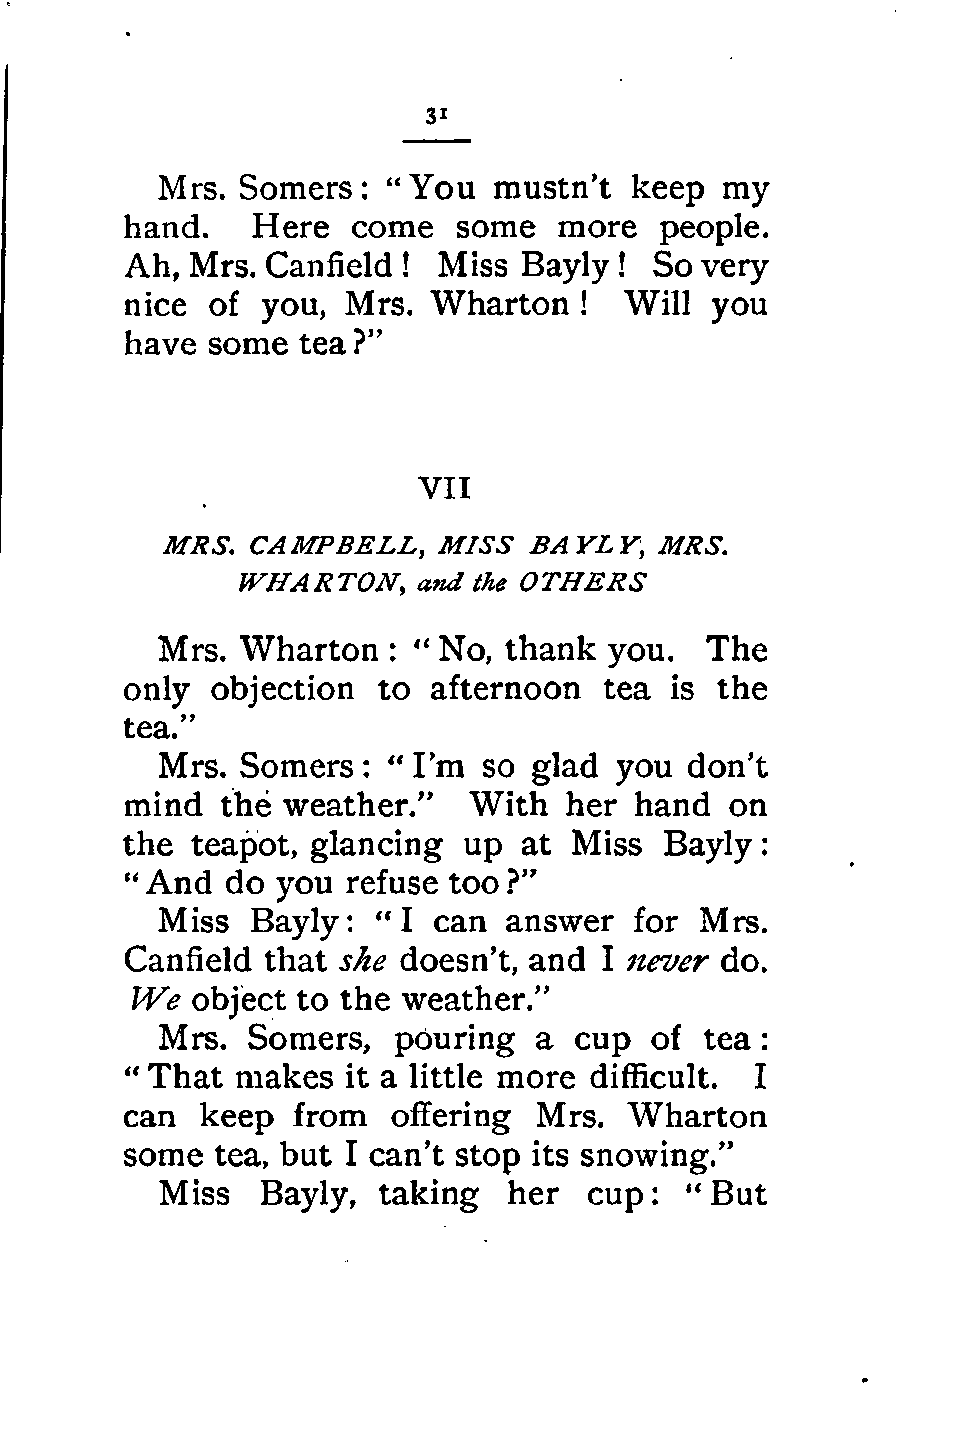 31
Mrs. Somers: "You mustn't keep my
hand. Here come some more people.
Ah, Mrs. Canfield! Miss Bayly! So very
nice of you, Mrs. Wharton! Will you
have some tea?"
VII
MRS. CAMPBELL, MISS BAYLY, MRS.
WHARTON, and the OTHERS
Mrs. Wharton: "No, thank you. The
only objection to afternoon tea is the
tea."
Mrs. Somers: "I'm so glad you don't
mind the weather." With her hand on
the teapot, glancing up at Miss Bayly:
"And do you refuse too?"
Miss Bayly: "I can answer for Mrs.
Canfield that she doesn't, and I never do.
We object to the weather."
Mrs. Somers, pouring a cup of tea:
"That makes it a little more difficult. I
can keep from offering Mrs. Wharton
some tea, but I can't stop its snowing."
Miss Bayly, taking her cup: "But